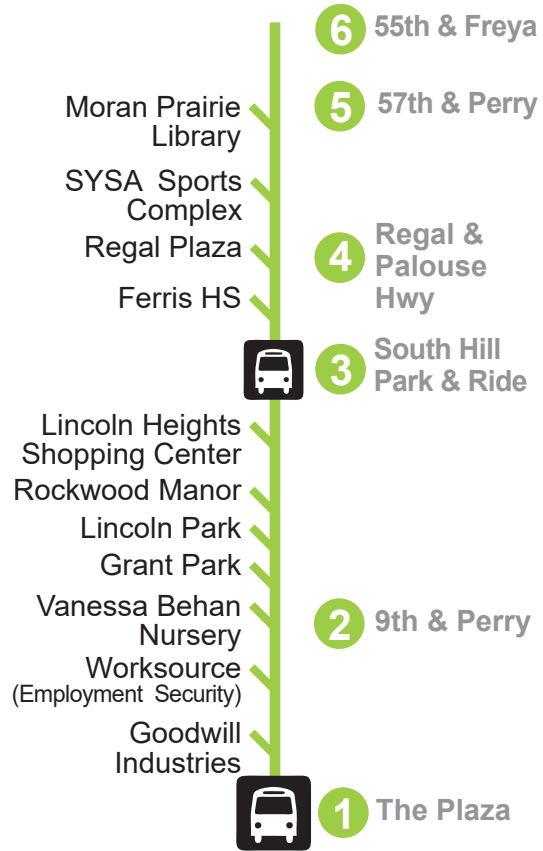 6 55th & Freya
Moran Prairie
Library
5 57th & Perry
SYSA Sports
Complex
Regal Plaza
4 Regal &
Palouse
Hwy
Ferris HS
3 South Hill
Park & Ride
Lincoln Heights
Shopping Center
Rockwood Manor
Lincoln Park
Grant Park
Vanessa Behan
Nursery
2 9th & Perry
Worksource
(Employment Security)
Goodwill
Industries
1 The Plaza